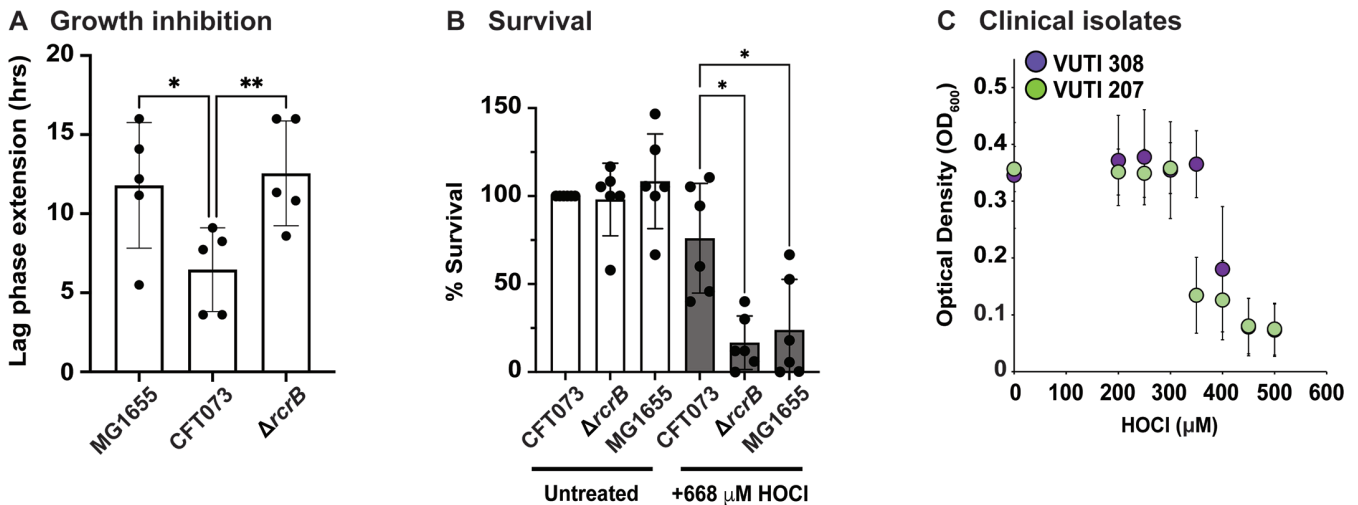 A Growth inhibition
Lag phase extension (hrs)
20
15
10
5
0
*
**
MG1655
CFT073
ΔrcrB
B Survival
% Survival
150
100
50
0
*
*
CFT073
ΔrcrB
MG1655
CFT073
ΔrcrB
MG1655
Untreated
+668 μM HOCl
C Clinical isolates
VUTI 308
VUTI 207
Optical Density (OD600)
0.5
0.4
0.3
0.2
0.1
0
0
100
200
300
400
500
600
HOCl (μM)